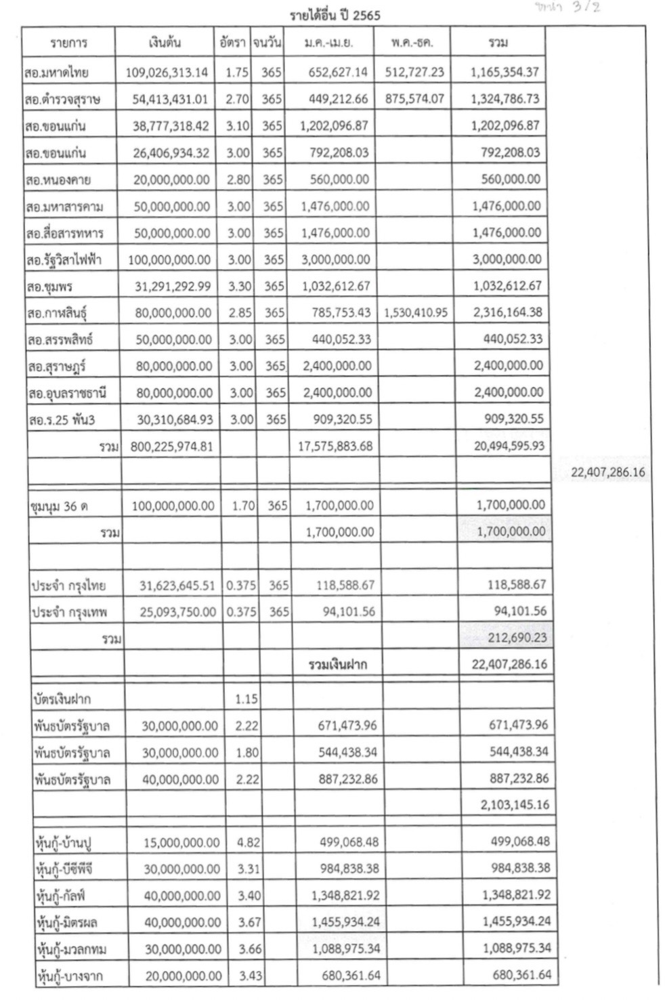 หน้า 3/2
รายได้อื่น ปี 2565
รายการ เงินต้น อัตรา จนวัน ม.ค.-เม.ย. พ.ค.-ธค. รวม
สอ.มหาดไทย 109,026,313.14 1.75 365 652,627.14 512,727.23 1,165,354.37
สอ.ตำรวจสุราษ 54,413,431.01 2.70 365 449,212.66 875,574.07 1,324,786.73
สอ.ขอนแก่น 38,777,318.42 3.10 365 1,202,096.87 1,202,096.87
สอ.ขอนแก่น 26,406,934.32 3.00 365 792,208.03 792,208.03
สอ.หนองคาย 20,000,000.00 2.80 365 560,000.00 560,000.00
สอ.มหาสารคาม 50,000,000.00 3.00 365 1,476,000.00 1,476,000.00
สอ.สื่อสารทหาร 50,000,000.00 3.00 365 1,476,000.00 1,476,000.00
สอ.รัฐวิสาไฟฟ้า 100,000,000.00 3.00 365 3,000,000.00 3,000,000.00
สอ.ชุมพร 31,291,292.99 3.30 365 1,032,612.67 1,032,612.67
สอ.กาฬสินธุ์ 80,000,000.00 2.85 365 785,753.43 1,530,410.95 2,316,164.38
สอ.สรรพสิทธ์ 50,000,000.00 3.00 365 440,052.33 440,052.33
สอ.สุราษฎร์ 80,000,000.00 3.00 365 2,400,000.00 2,400,000.00
สอ.อุบลราชธานี 80,000,000.00 3.00 365 2,400,000.00 2,400,000.00
สอ.ร.25 พัน3 30,310,684.93 3.00 365 909,320.55 909,320.55
รวม 800,225,974.81 17,575,883.68 20,494,595.93
22,407,286.16
ชุมนุม 36 ด 100,000,000.00 1.70 365 1,700,000.00 1,700,000.00
รวม 1,700,000.00 1,700,000.00
ประจำ กรุงไทย 31,623,645.51 0.375 365 118,588.67 118,588.67
ประจำ กรุงเทพ 25,093,750.00 0.375 365 94,101.56 94,101.56
รวม 212,690.23
รวมเงินฝาก 22,407,286.16
บัตรเงินฝาก 1.15
พันธบัตรรัฐบาล 30,000,000.00 2.22 671,473.96 671,473.96
พันธบัตรรัฐบาล 30,000,000.00 1.80 544,438.34 544,438.34
พันธบัตรรัฐบาล 40,000,000.00 2.22 887,232.86 887,232.86
2,103,145.16
หุ้นกู้-บ้านปู 15,000,000.00 4.82 499,068.48 499,068.48
หุ้นกู้-บีซีพีจี 30,000,000.00 3.31 984,838.38 984,838.38
หุ้นกู้-กัลฟ์ 40,000,000.00 3.40 1,348,821.92 1,348,821.92
หุ้นกู้-มิตรผล 40,000,000.00 3.67 1,455,934.24 1,455,934.24
หุ้นกู้-มวลกทม 30,000,000.00 3.66 1,088,975.34 1,088,975.34
หุ้นกู้-บางจาก 20,000,000.00 3.43 680,361.64 680,361.64